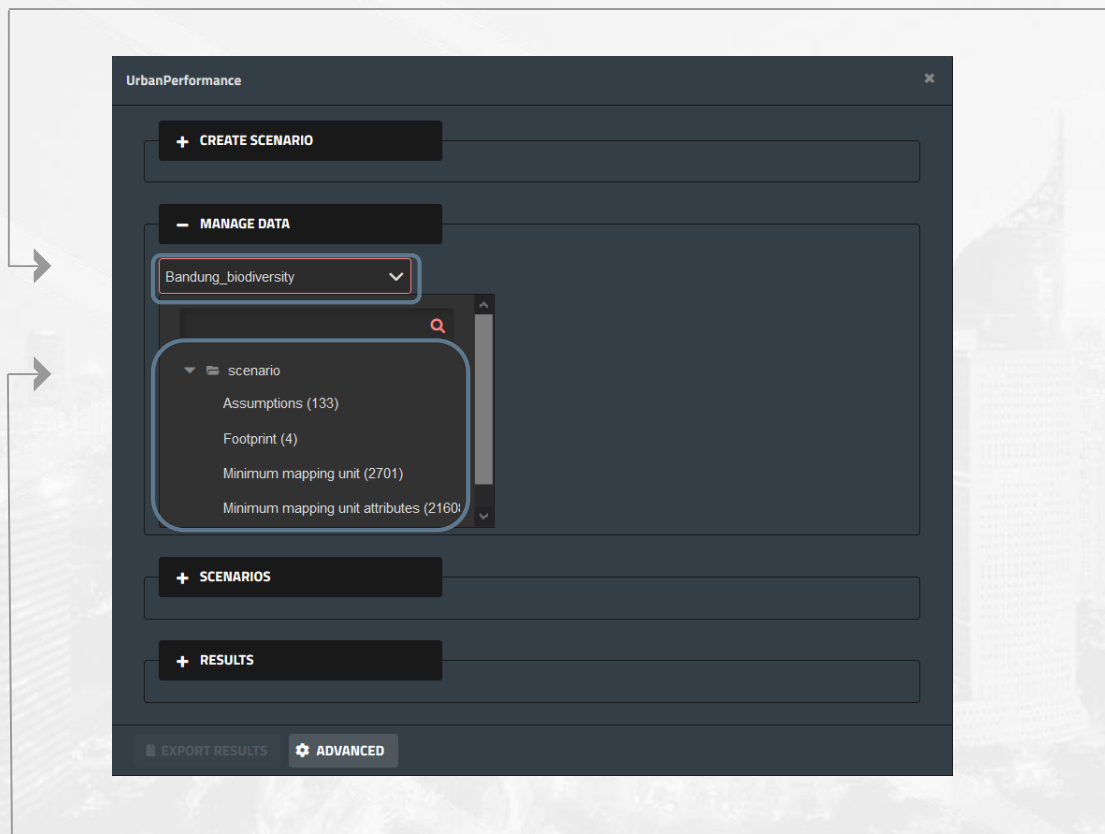 UrbanPerformance
CREATE SCENARIO
MANAGE DATA
Bandung_biodiversity
scenario
Assumptions (133)
Footprint (4)
Minimum mapping unit (2701)
Minimum mapping unit attributes
SCENARIOS
RESULTS
EXPORT RESULTS
ADVANCED